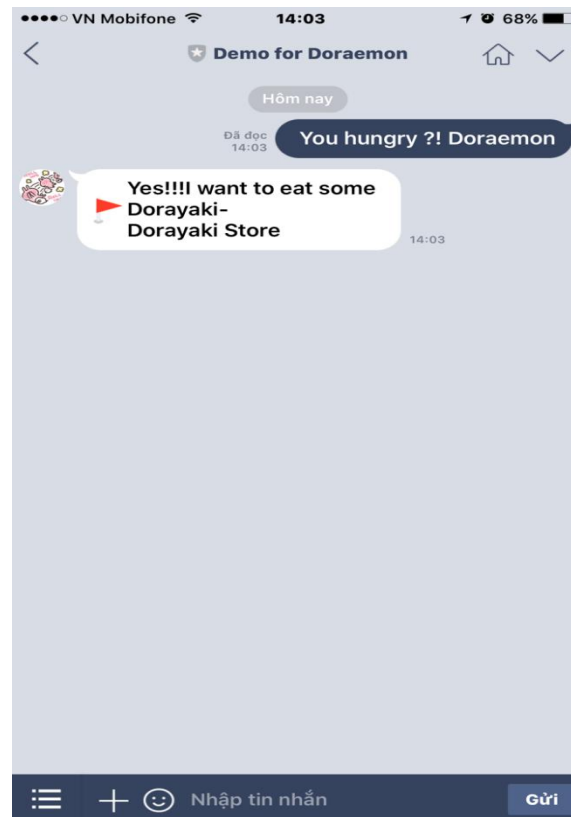 VN Mobifone 14:03 68%
Demo for Doraemon
Hôm nay
Đã đọc
14:03
You hungry ?! Doraemon
Yes!!!I want to eat some
Dorayaki-
Dorayaki Store
14:03
Nhập tin nhắn Gửi